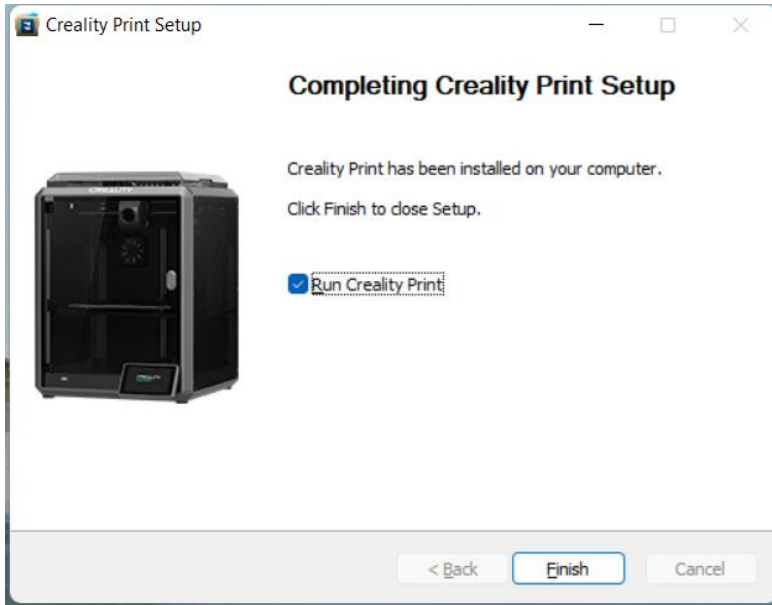 Creality Print Setup
Completing Creality Print Setup
CREALITY
Creality Print has been installed on your computer.
Click Finish to close Setup.
Run Creality Print
< Back Finish Cancel